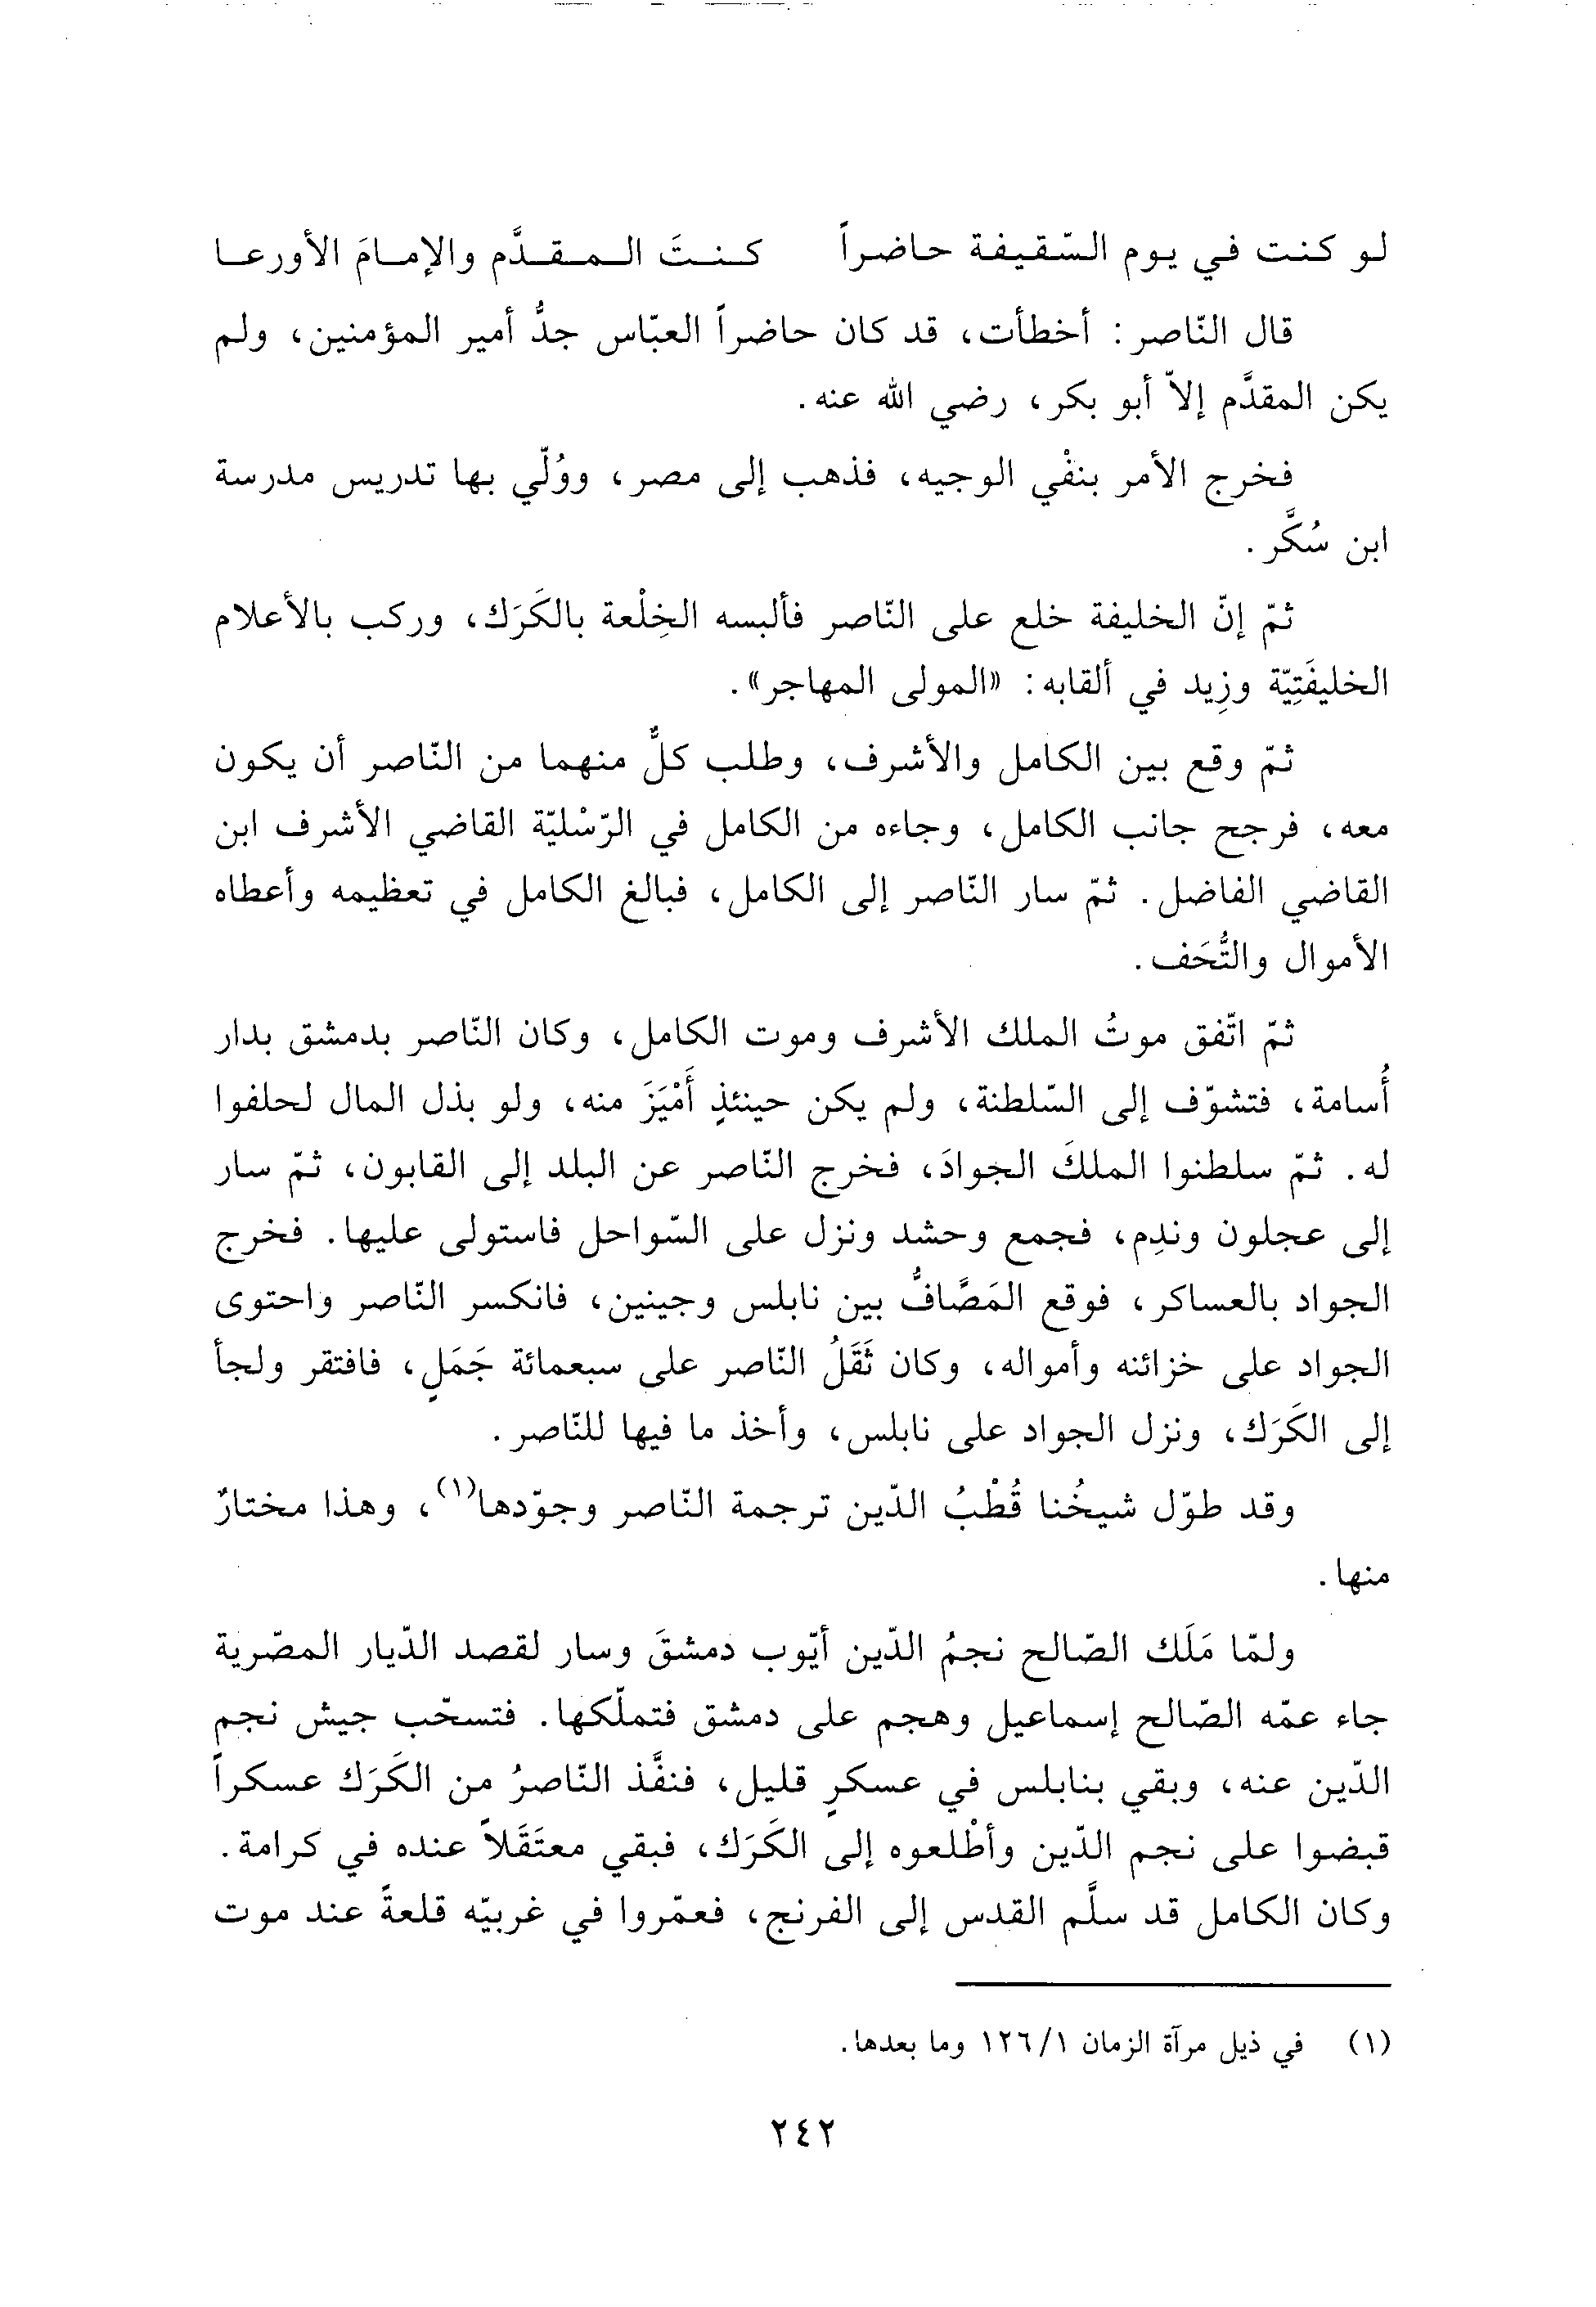 لو كنت في يوم السّقيفة حاضراً كنتَ المقدَّم والإمامَ الأورعا
قال النّاصر: أخطأت، قد كان حاضراً العبّاس جدُّ أمير المؤمنين، ولم
يكن المقدَّم إلاّ أبو بكر، رضي الله عنه.
فخرج الأمر بنفْي الوجيه، فذهب إلى مصر، ووُلّي بها تدريس مدرسة
ابن سُكَّر.
ثمّ إنّ الخليفة خلع على النّاصر فألبسه الخِلْعة بالكَرَك، وركب بالأعلام
الخليفَتِيّة وزِيد في ألقابه: «المولى المهاجر».
ثمّ وقع بين الكامل والأشرف، وطلب كلٌّ منهما من النّاصر أن يكون
معه، فرجح جانب الكامل، وجاءه من الكامل في الرّسْليّة القاضي الأشرف ابن
القاضي الفاضل. ثمّ سار النّاصر إلى الكامل، فبالغ الكامل في تعظيمه وأعطاه
الأموال والتُّحَف.
ثمّ اتّفق موتُ الملك الأشرف وموت الكامل، وكان النّاصر بدمشق بدار
أُسامة، فتشوّف إلى السّلطنة، ولم يكن حينئذٍ أَمْيَزَ منه، ولو بذل المال لحلفوا
له. ثمّ سلطنوا الملكَ الجوادَ، فخرج النّاصر عن البلد إلى القابون، ثمّ سار
إلى عجلون وندِم، فجمع وحشد ونزل على السّواحل فاستولى عليها. فخرج
الجواد بالعساكر، فوقع المَصَّافُّ بين نابلس وجينين، فانكسر النّاصر واحتوى
الجواد على خزائنه وأمواله، وكان ثَقَلُ النّاصر على سبعمائة جَمَلٍ، فافتقر ولجأ
إلى الكَرَك، ونزل الجواد على نابلس، وأخذ ما فيها للنّاصر.
وقد طوّل شيخُنا قُطْبُ الدّين ترجمة النّاصر وجوّدها(١)، وهذا مختارٌ
منها.
ولمّا مَلَك الصّالح نجمُ الدّين أيّوب دمشقَ وسار لقصد الدّيار المصّرية
جاء عمّه الصّالح إسماعيل وهجم على دمشق فتملّكها. فتسحّب جيش نجم
الدّين عنه، وبقي بنابلس في عسكرٍ قليل، فنفَّذ النّاصرُ من الكَرَك عسكراً
قبضوا على نجم الدّين وأطْلعوه إلى الكَرَك، فبقي معتَقَلاً عنده في كرامة.
وكان الكامل قد سلَّم القدس إلى الفرنج، فعمّروا في غربيّه قلعةً عند موت
(١) في ذيل مرآة الزمان ١٢٦/١ وما بعدها.
٢٤٢